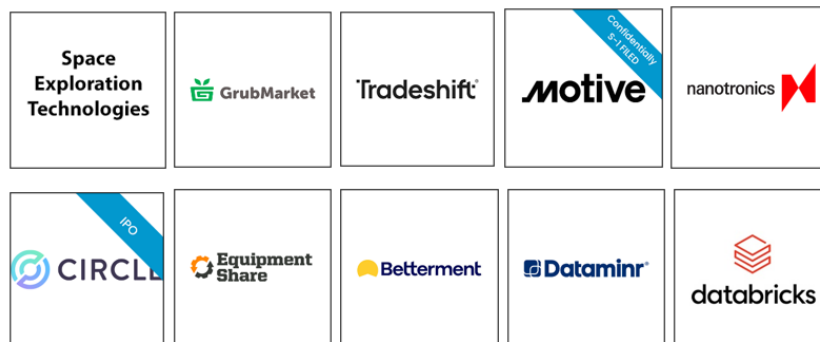 Space
Exploration
Technologies
GrubMarket
Tradeshift
Confidentially
S-1 FILED
motive
nanotronics
IPO
CIRCLE
Equipment
Share
Betterment
Dataminr
databricks